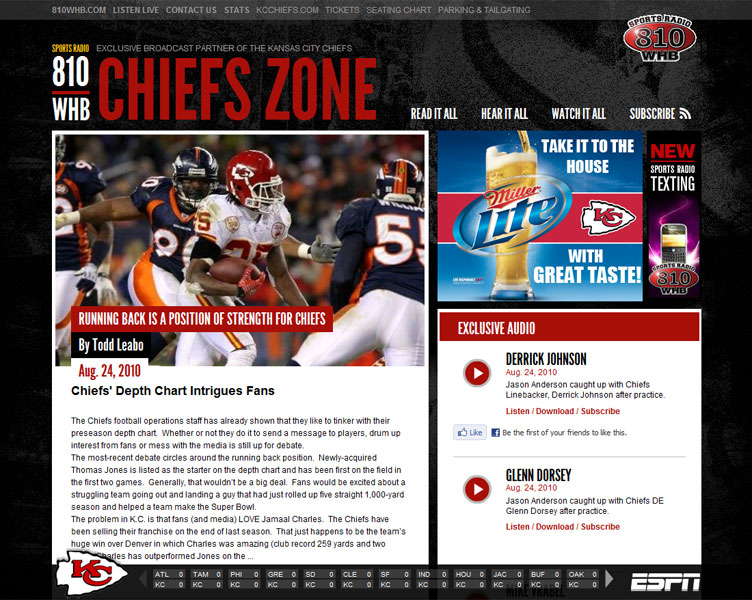 810WHB.COM LISTEN LIVE CONTACT US STATS KCCHIEFS.COM TICKETS SEATING CHART PARKING & TAILGATING
SPORTS RADIO
810
WHB
SPORTS RADIO EXCLUSIVE BROADCAST PARTNER OF THE KANSAS CITY CHIEFS
810
WHB
CHIEFS ZONE
READ IT ALL HEAR IT ALL WATCH IT ALL SUBSCRIBE
RUNNING BACK IS A POSITION OF STRENGTH FOR CHIEFS
By Todd Leabo
Aug. 24, 2010
Chiefs' Depth Chart Intrigues Fans
The Chiefs football operations staff has already shown that they like to tinker with their
preseason depth chart. Whether or not they do it to send a message to players, drum up
interest from fans or mess with the media is still up for debate.
The most-recent debate circles around the running back position. Newly-acquired
Thomas Jones is listed as the starter on the depth chart and has been first on the field in
the first two games. Generally, that wouldn't be a big deal. Fans would be excited about a
struggling team going out and landing a guy that had just rolled up five straight 1,000-yard
season and helped a team make the Super Bowl.
The problem in K.C. is that fans (and media) LOVE Jamaal Charles. The Chiefs have
been selling their franchise on the end of last season. That just happens to be the team's
huge win over Denver in which Charles was amazing (club record 259 yards and two
Charles has outperformed Jones on the ...
TAKE IT TO THE
HOUSE
Miller
Lite
KC
WITH
GREAT TASTE!
NEW
SPORTS RADIO
TEXTING
SPORTS RADIO
810
WHB
EXCLUSIVE AUDIO
DERRICK JOHNSON
Aug. 24, 2010
Jason Anderson caught up with Chiefs
Linebacker, Derrick Johnson after practice.
Listen / Download / Subscribe
Like Be the first of your friends to like this.
GLENN DORSEY
Aug. 24, 2010
Jason Anderson caught up with Chiefs DE
Glenn Dorsey after practice.
Listen / Download / Subscribe
MIKE VRABEL
KC
ATL 0 TAM 0 PHI 0 GRE 0 SD 0 CLE 0 SF 0 IND 0 HOU 0 JAC 0 BUF 0 OAK 0
KC 0 KC 0 KC 0 KC 0 KC 0 KC 0 KC 0 KC 0 KC 0 KC 0 KC 0 KC 0
ESPN